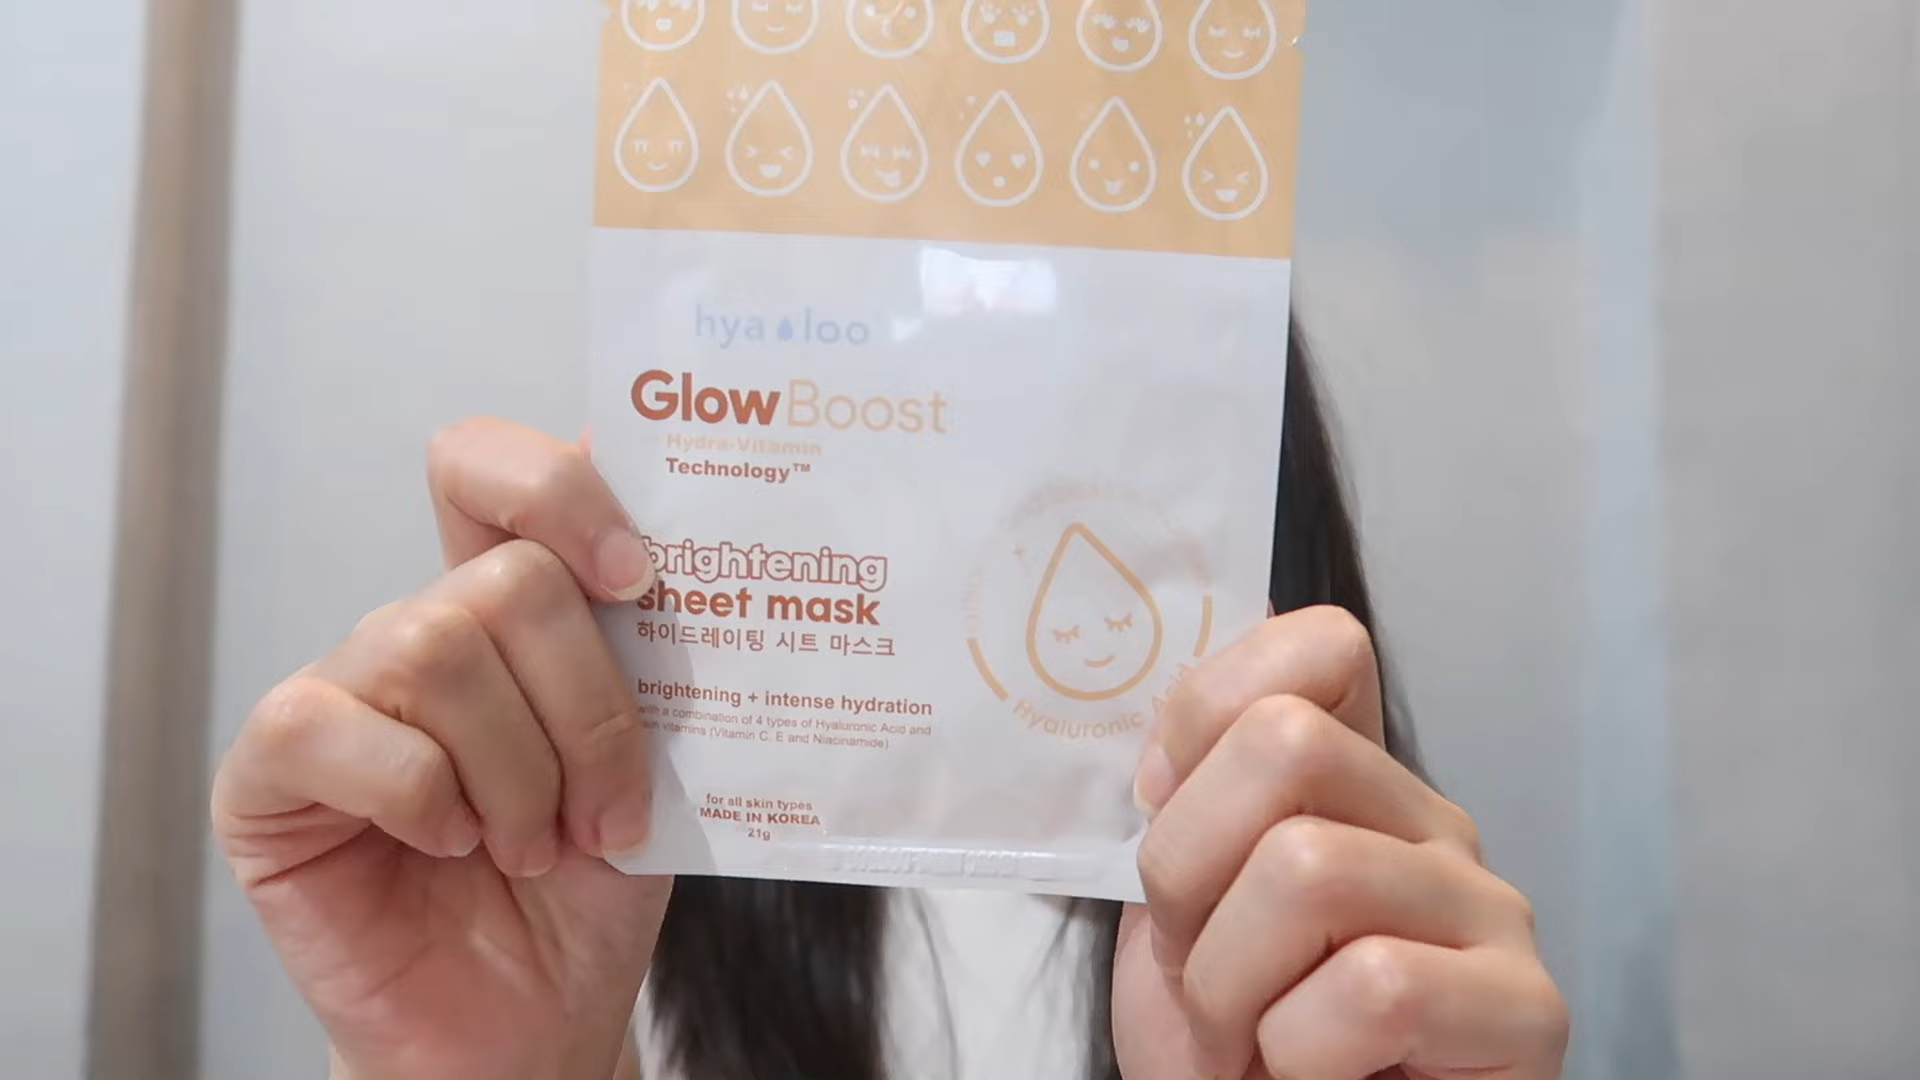 hya loo
GlowBoost
Hydra-Vitamin
Technology™
brightening
sheet mask
하이드레이팅 시트 마스크
brightening + intense hydration
with a combination of 4 types of Hyaluronic Acid and
skin vitamins (Vitamin C, E and Niacinamide)
for all skin types
MADE IN KOREA
21g
Hyaluronic Acid